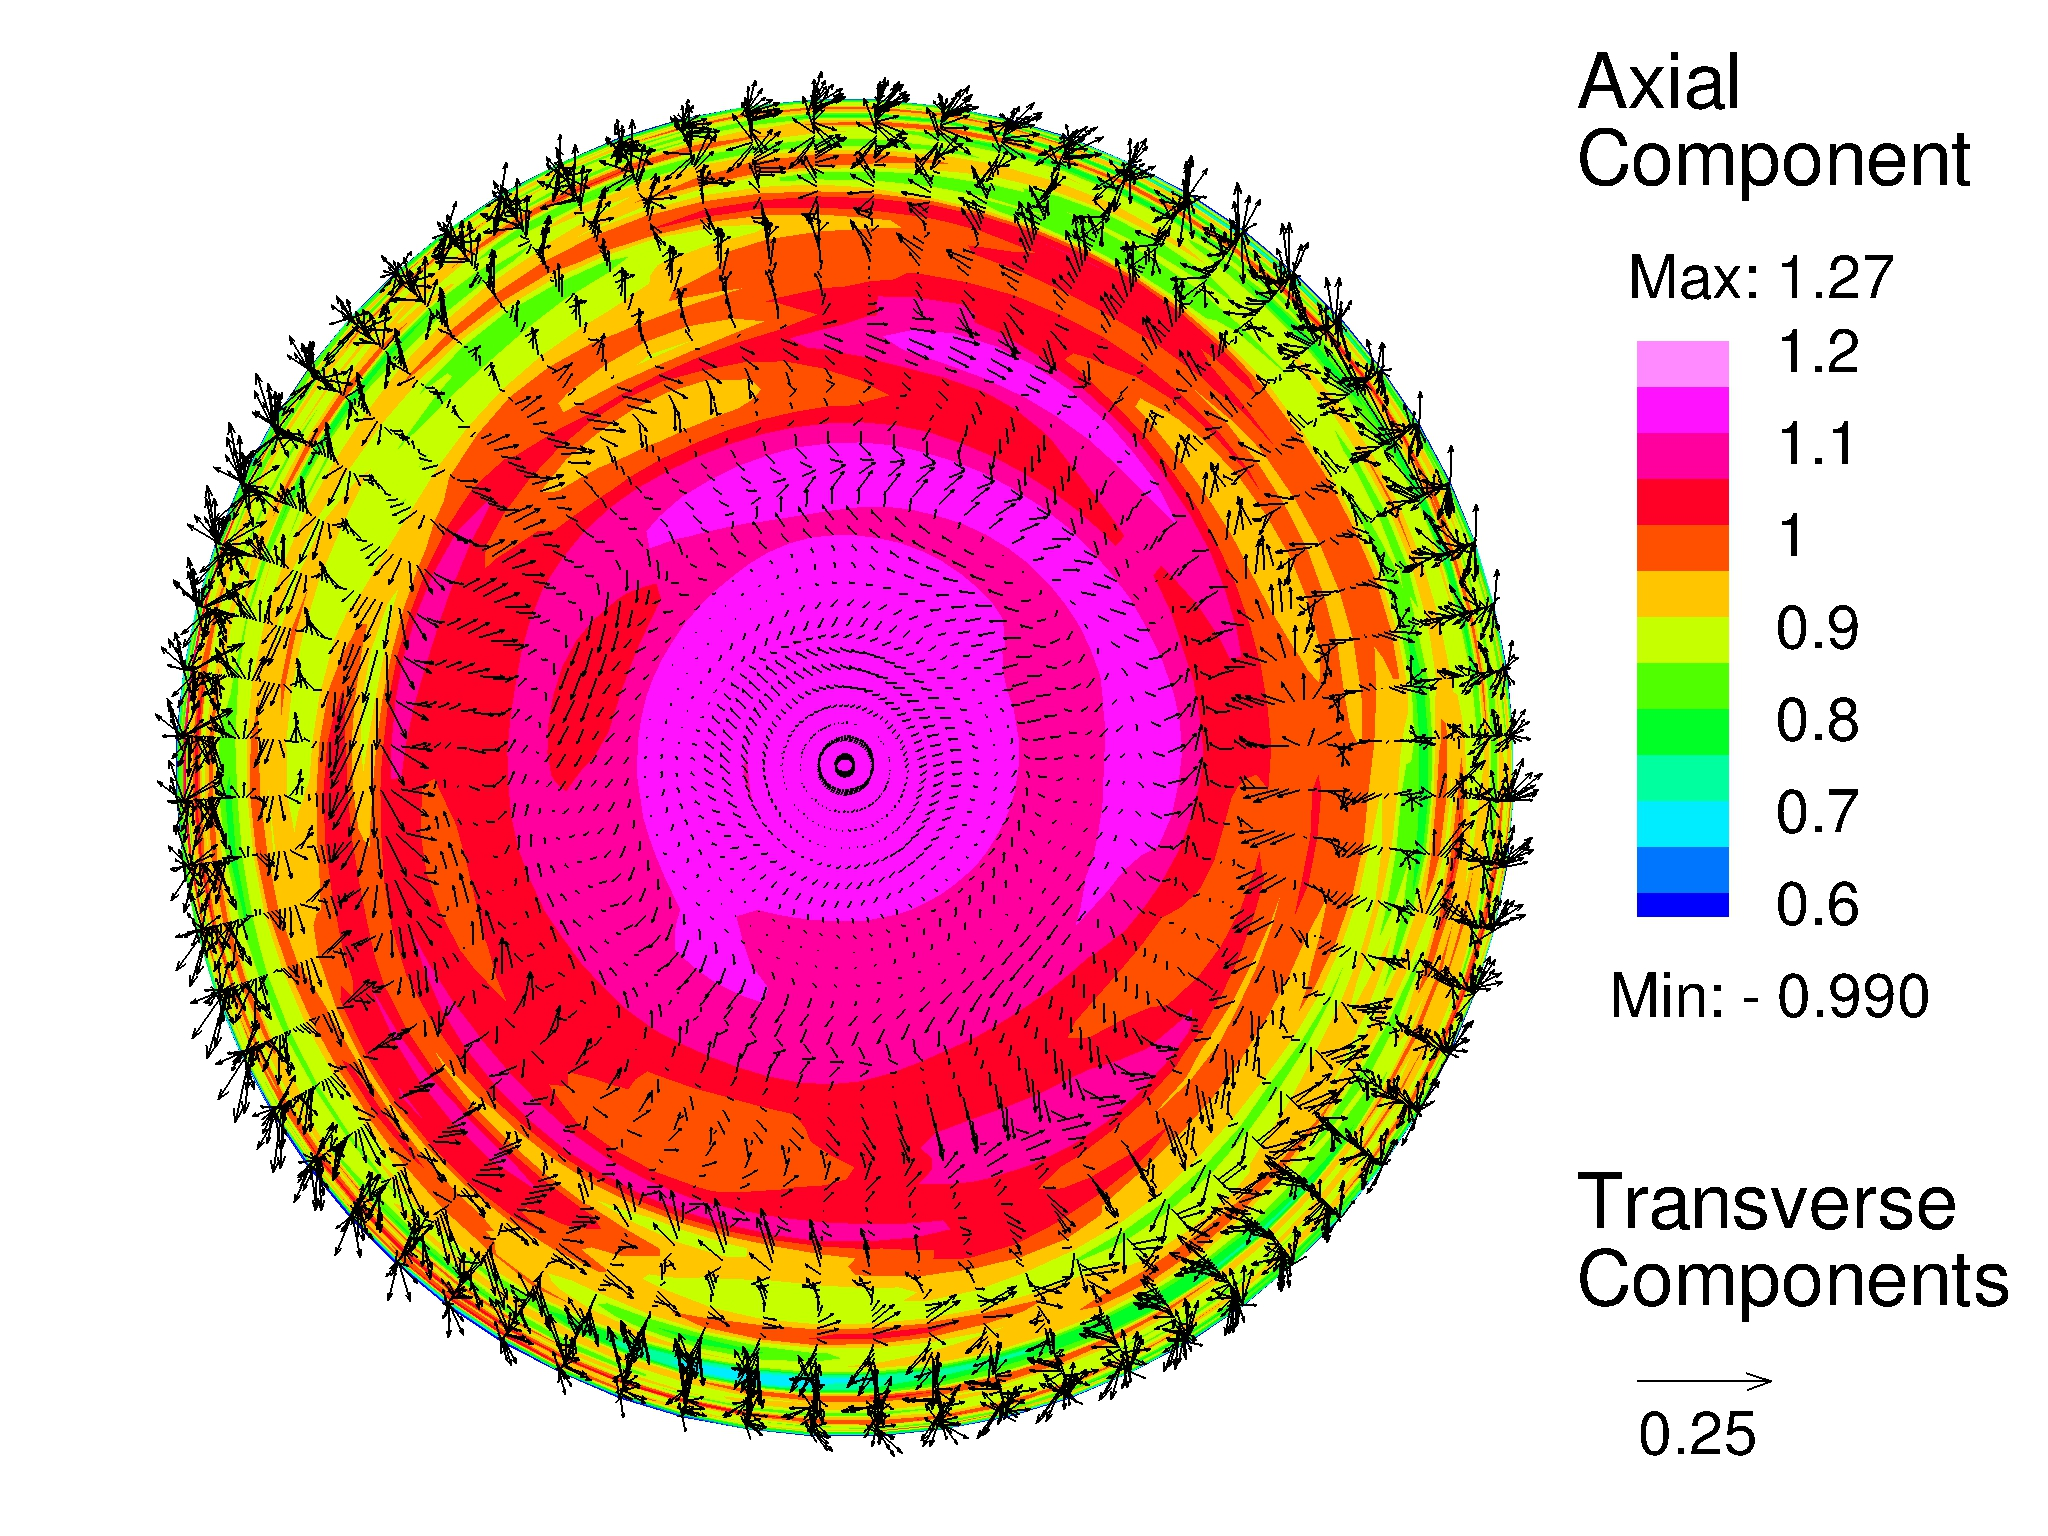 Axial
Component
Max: 1.27
1.2
1.1
1
0.9
0.8
0.7
0.6
Min: - 0.990
Transverse
Components
0.25